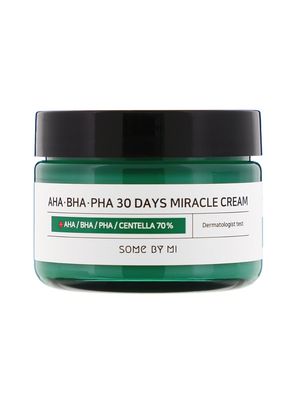 AHA·BHA·PHA 30 DAYS MIRACLE CREAM
+ AHA / BHA / PHA / CENTELLA 70%
Dermatologist test
SOME BY MI